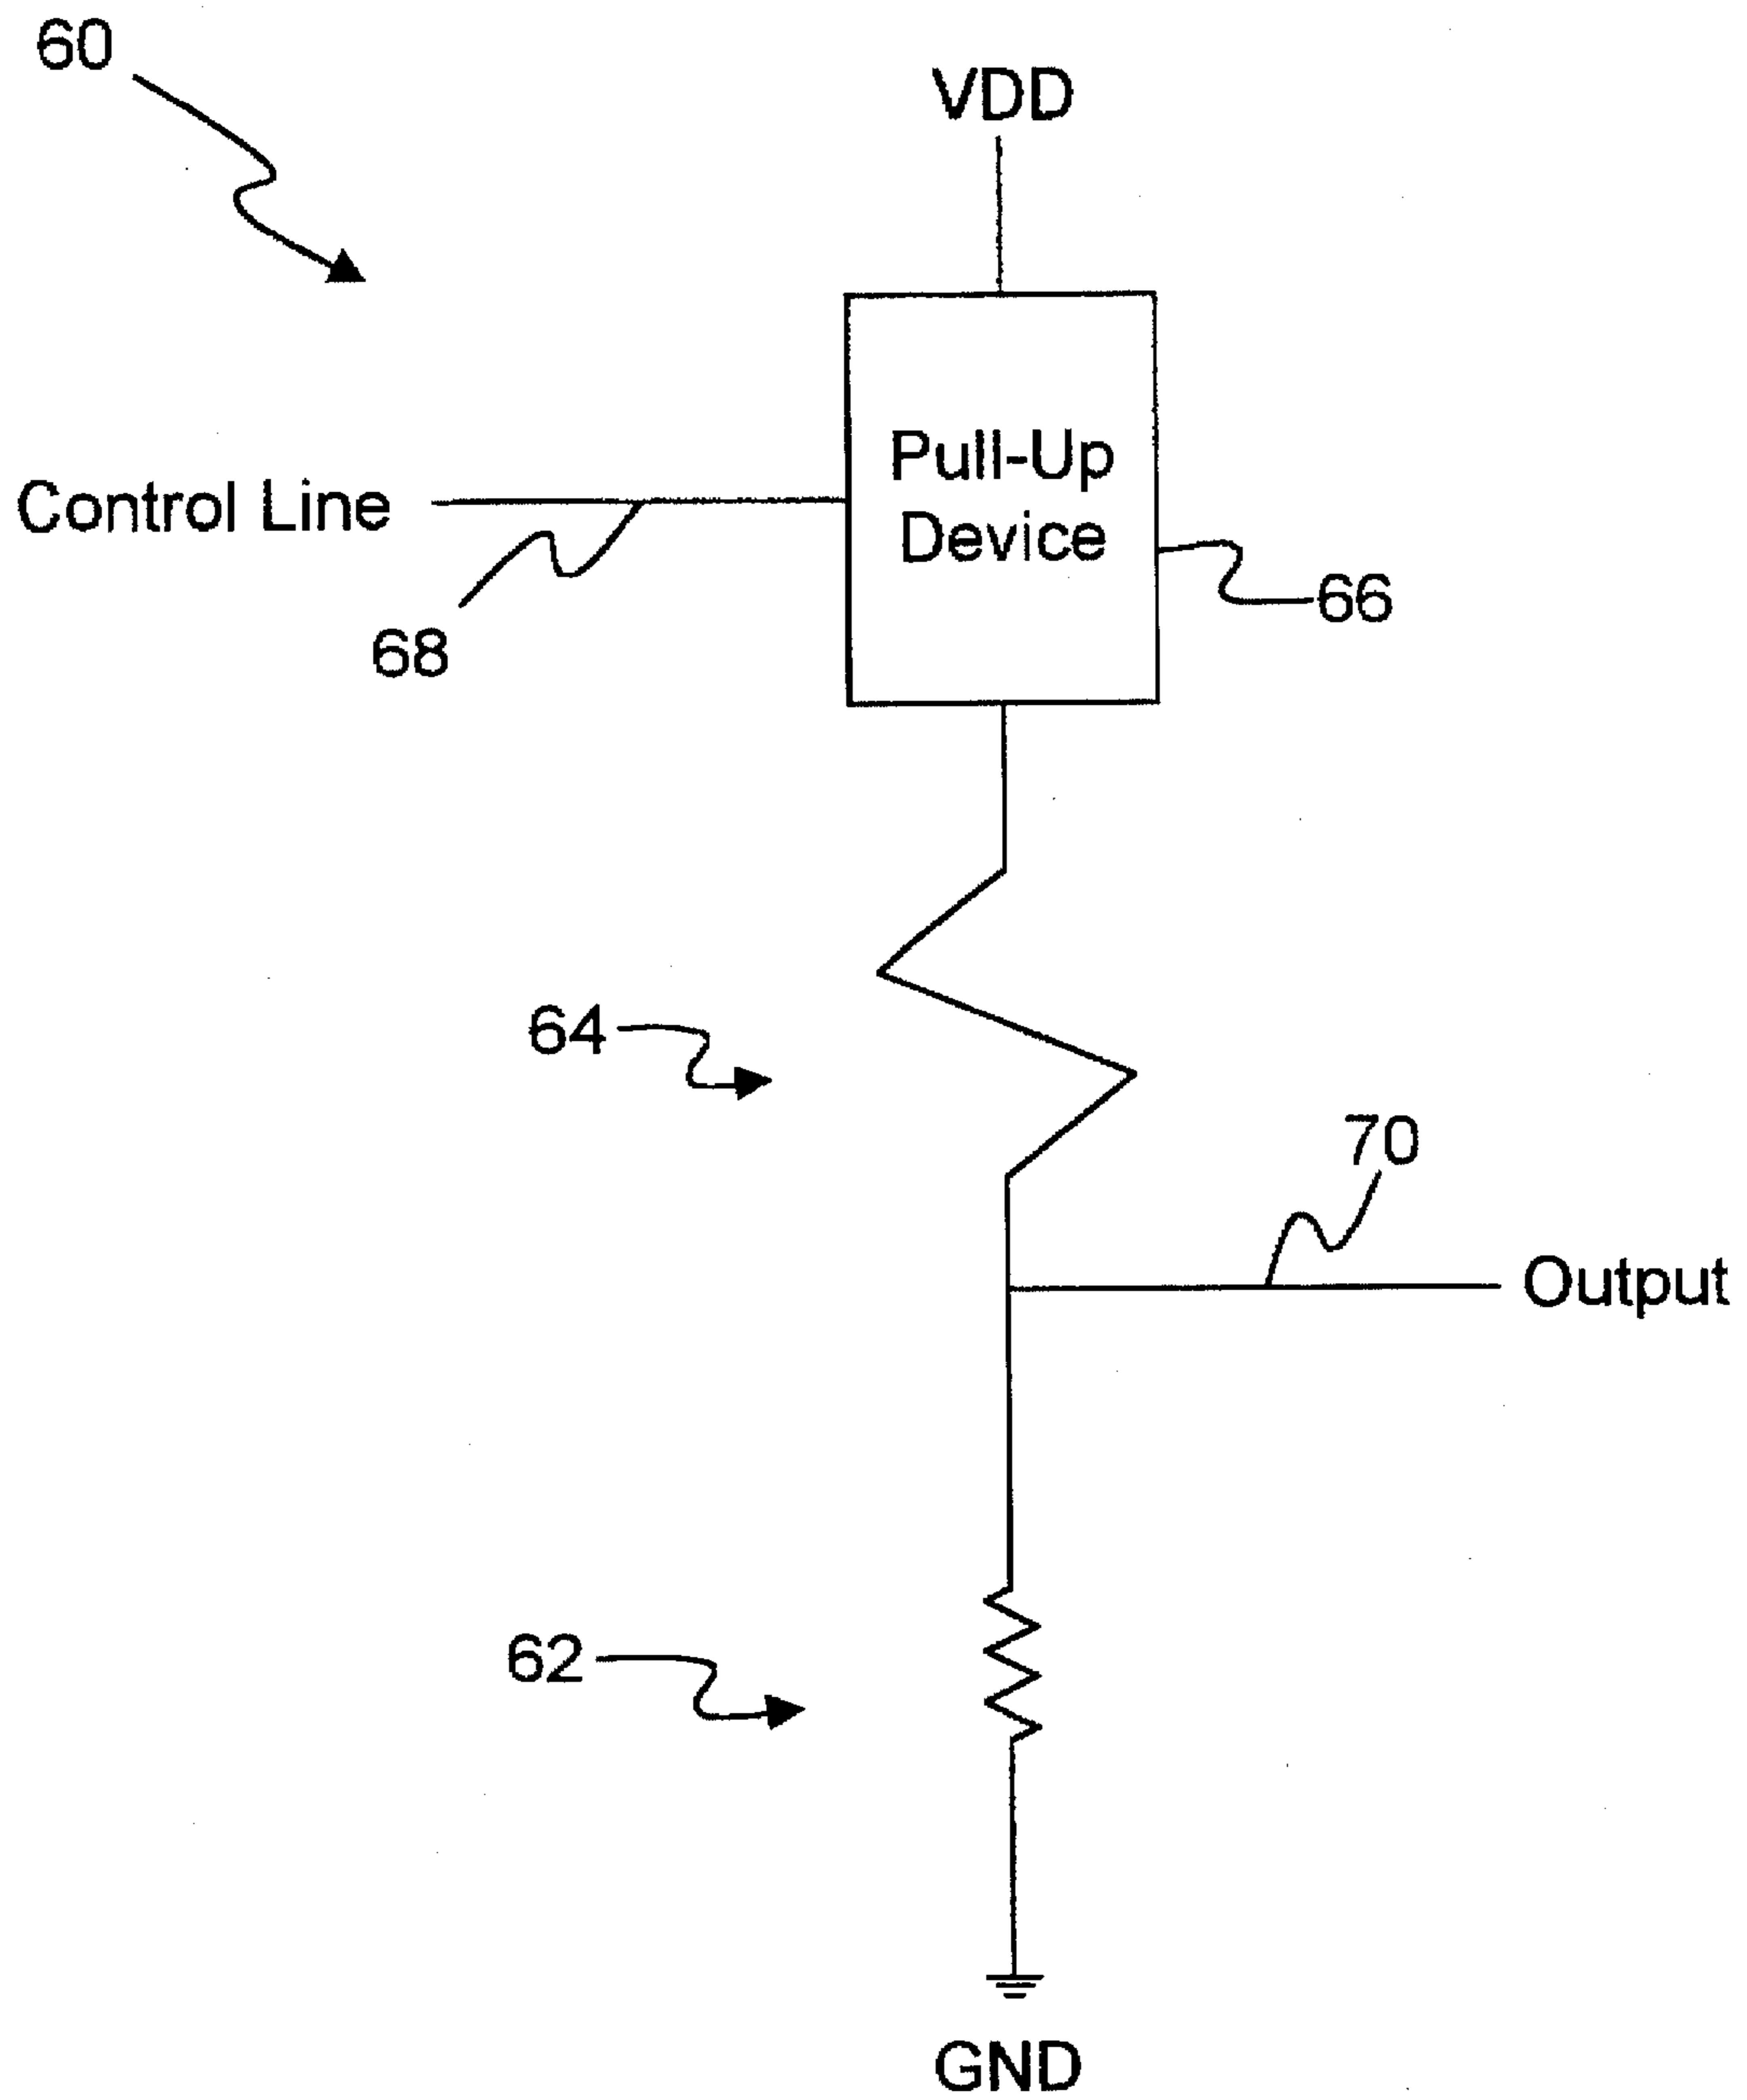 60
VDD
Pull-Up
Device
Control Line
66
68
64
70
Output
62
GND